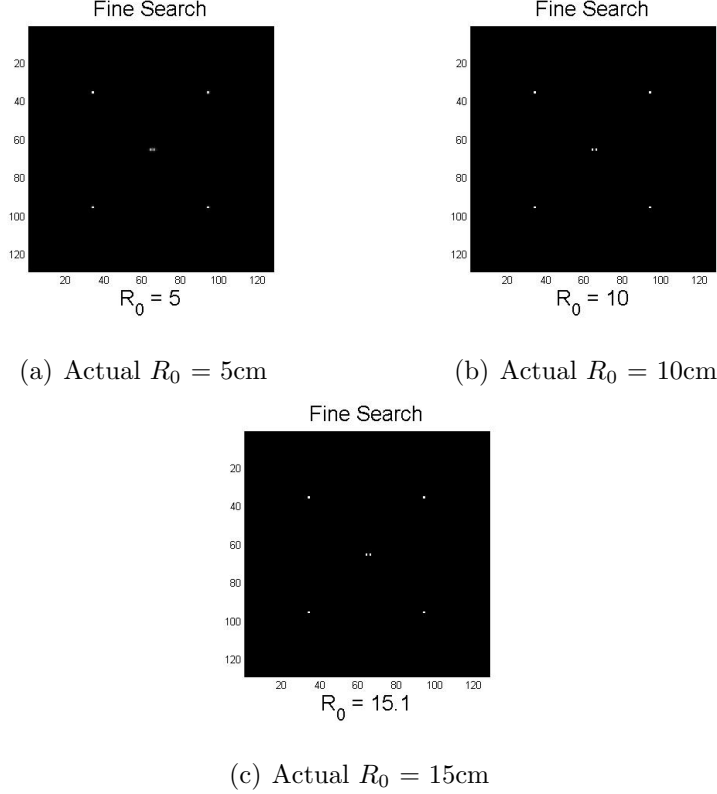 Fine Search
20
40
60
80
100
120
20 40 60 80 100 120
R₀ = 5
(a) Actual R₀ = 5cm
Fine Search
20
40
60
80
100
120
20 40 60 80 100 120
R₀ = 10
(b) Actual R₀ = 10cm
Fine Search
20
40
60
80
100
120
20 40 60 80 100 120
R₀ = 15.1
(c) Actual R₀ = 15cm